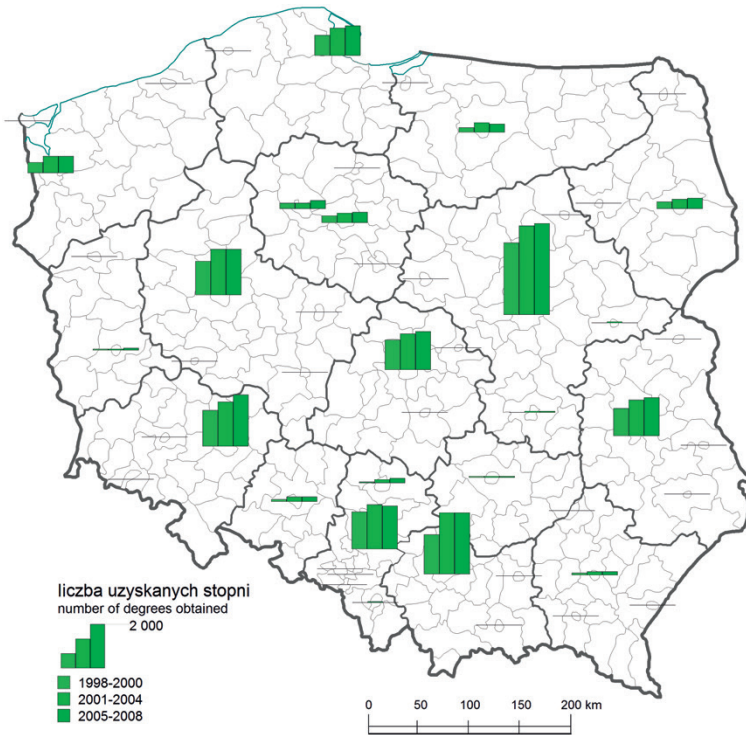 liczba uzyskanych stopni
number of degrees obtained
2 000
1998-2000
2001-2004
2005-2008
0 50 100 150 200 km